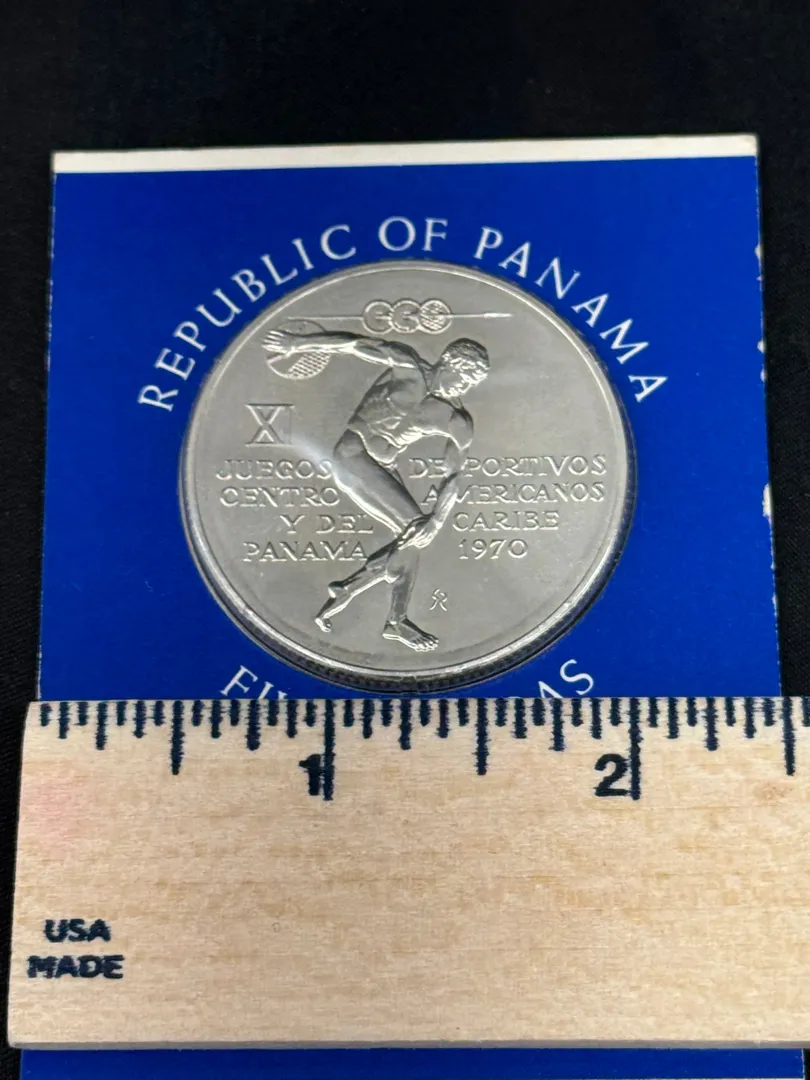 REPUBLIC OF PANAMA
XI
JUEGOS DEPORTIVOS
CENTRO AMERICANOS
Y DEL CARIBE
PANAMA 1970
1 2
USA
MADE